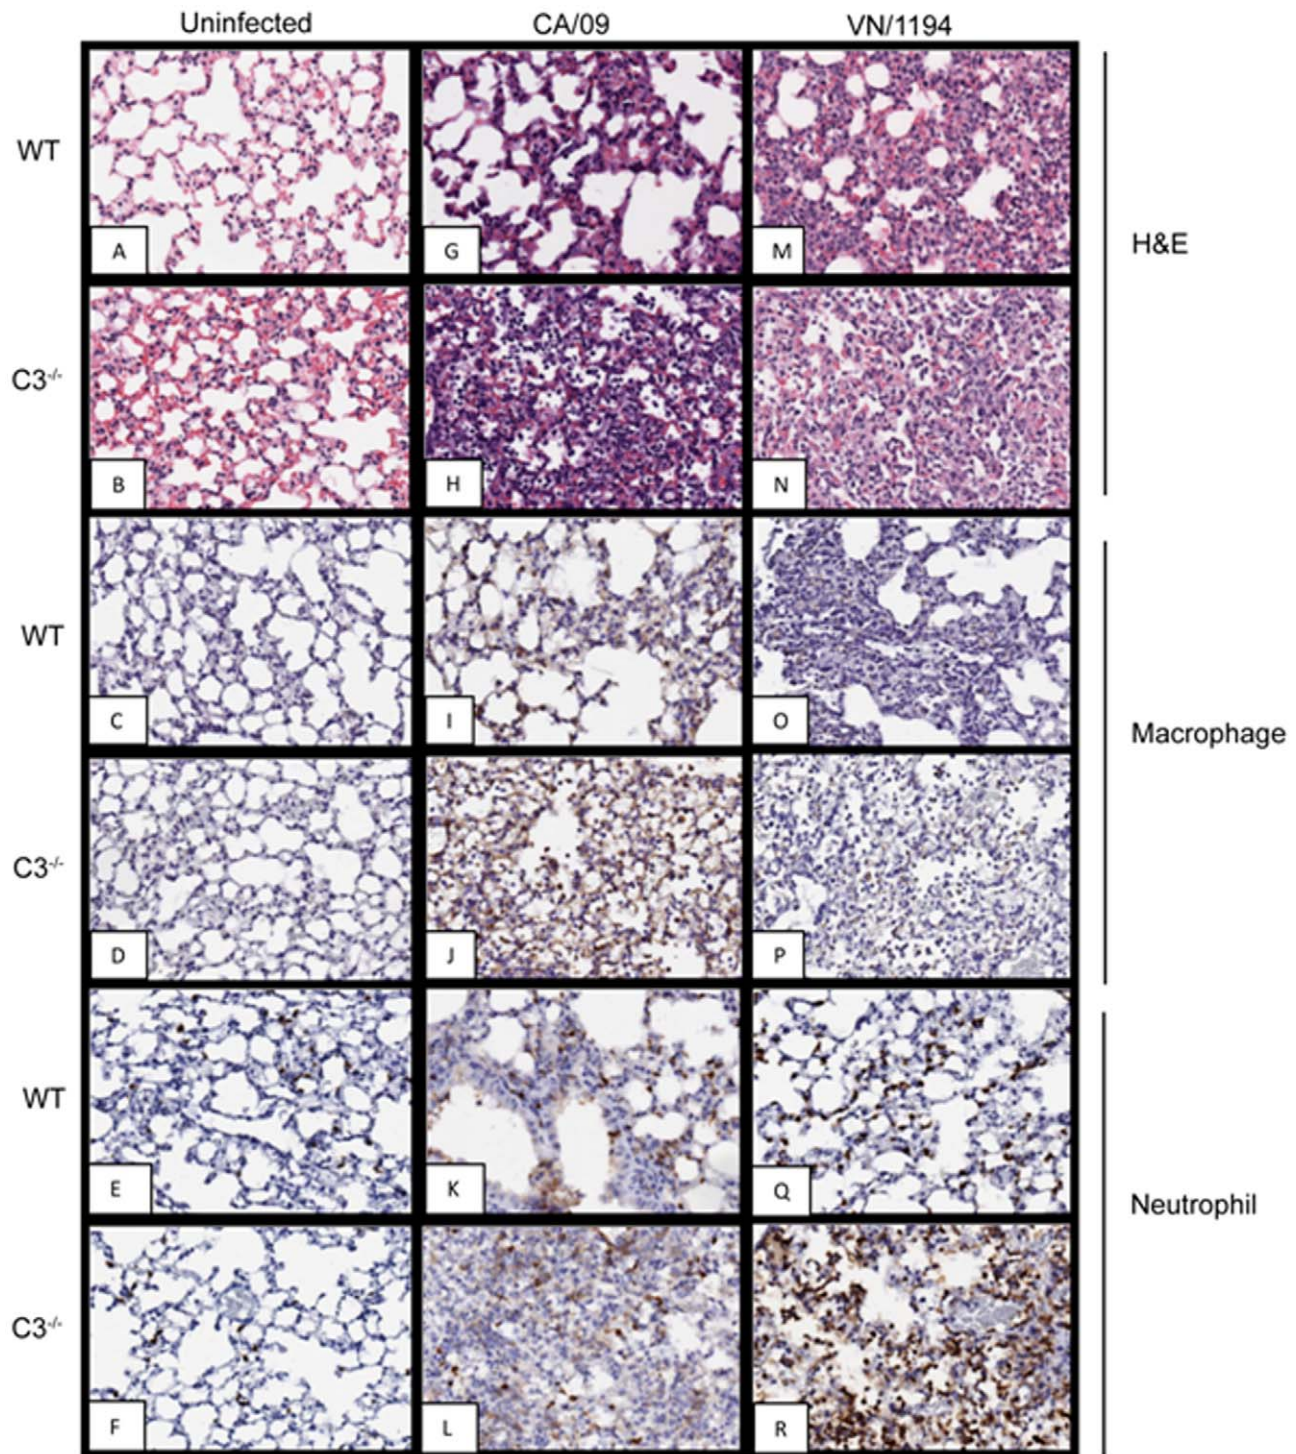 Uninfected CA/09 VN/1194
WT A G M
H&E
C3-/- B H N
WT C I O
Macrophage
C3-/- D J P
WT E K Q
Neutrophil
C3-/- F L R